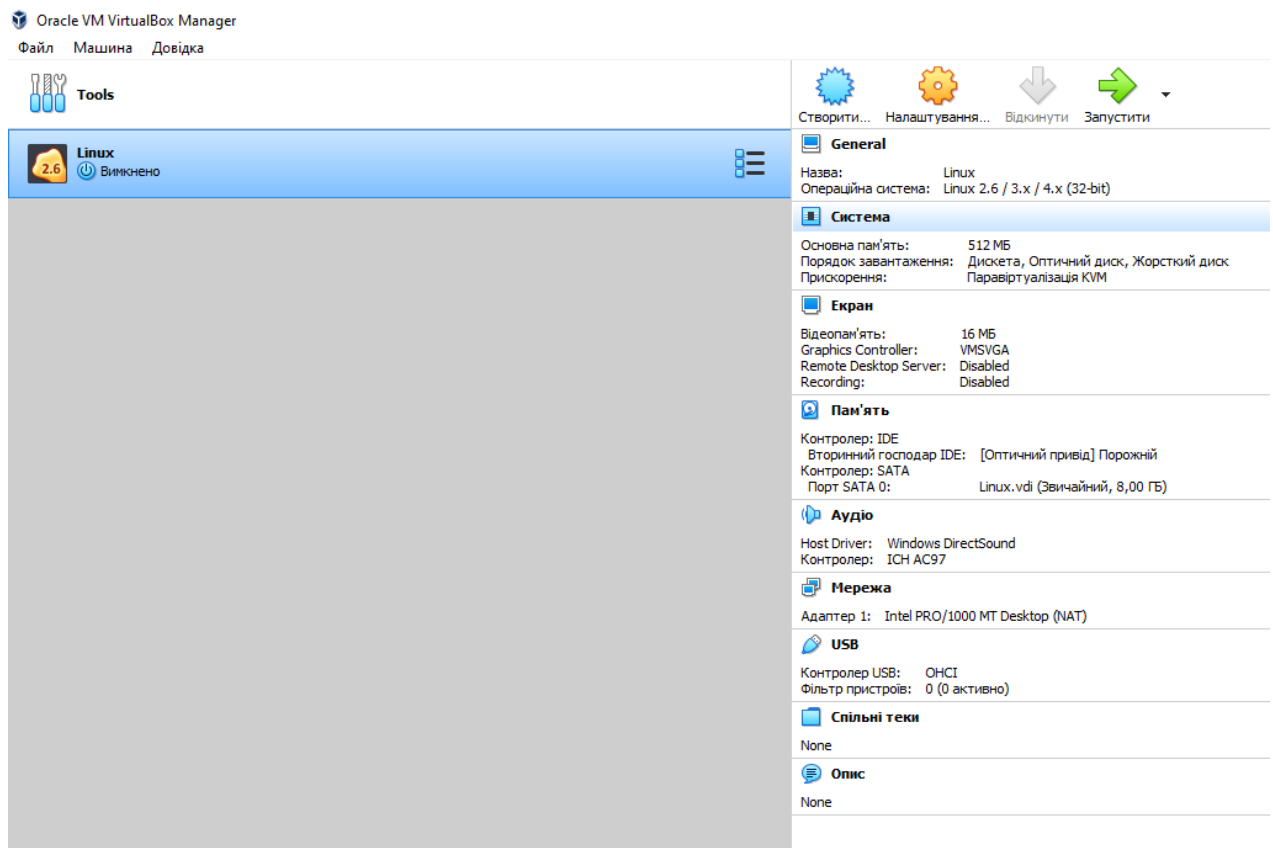 Oracle VM VirtualBox Manager
Файл Машина Довідка
Tools
Створити... Налаштування... Відкинути Запустити
2.6
Linux
Вимкнено
General
Назва: Linux
Операційна система: Linux 2.6 / 3.x / 4.x (32-bit)
Система
Основна пам'ять: 512 МБ
Порядок завантаження: Дискета, Оптичний диск, Жорсткий диск
Прискорення: Паравіртуалізація KVM
Екран
Відеопам'ять: 16 МБ
Graphics Controller: VMSVGA
Remote Desktop Server: Disabled
Recording: Disabled
Пам'ять
Контролер: IDE
Вторинний господар IDE: [Оптичний привід] Порожній
Контролер: SATA
Порт SATA 0: Linux.vdi (Звичайний, 8,00 ГБ)
Аудіо
Host Driver: Windows DirectSound
Контролер: ICH AC97
Мережа
Адаптер 1: Intel PRO/1000 MT Desktop (NAT)
USB
Контролер USB: OHCI
Фільтр пристроїв: 0 (0 активно)
Спільні теки
None
Опис
None